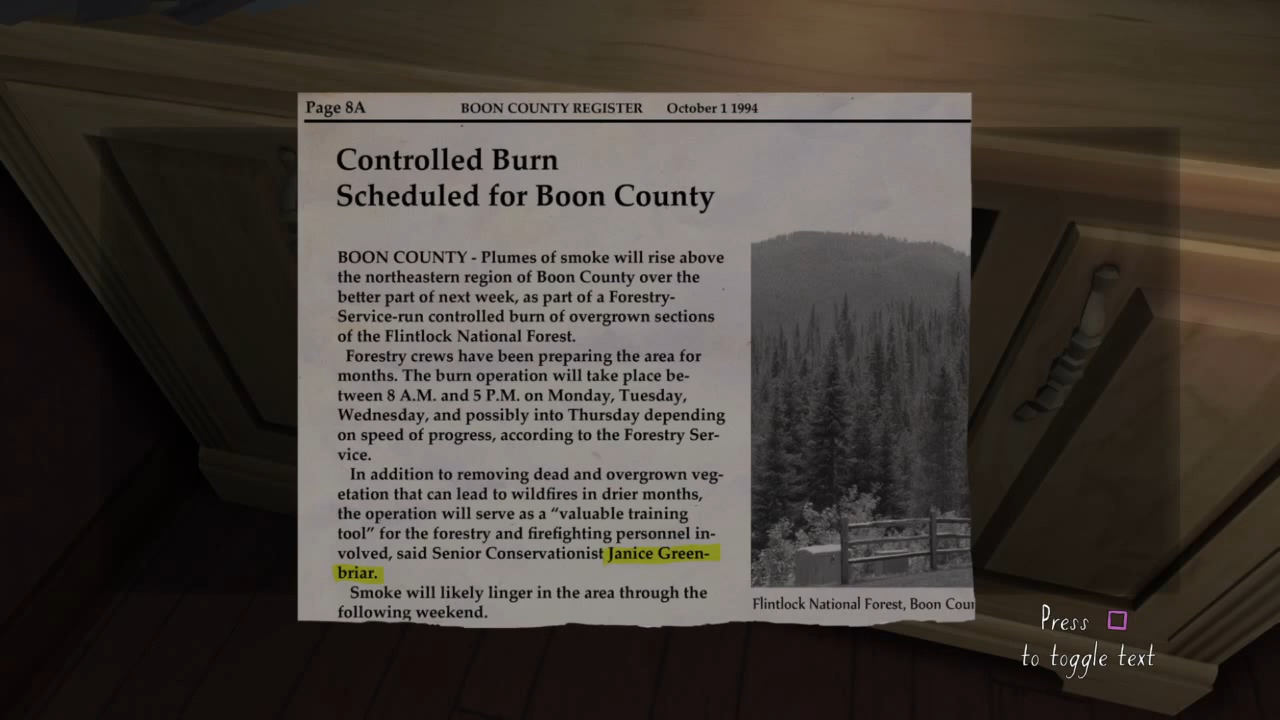 Page 8A BOON COUNTY REGISTER October 1 1994
Controlled Burn
Scheduled for Boon County
BOON COUNTY - Plumes of smoke will rise above
the northeastern region of Boon County over the
better part of next week, as part of a Forestry-
Service-run controlled burn of overgrown sections
of the Flintlock National Forest.
Forestry crews have been preparing the area for
months. The burn operation will take place be-
tween 8 A.M. and 5 P.M. on Monday, Tuesday,
Wednesday, and possibly into Thursday depending
on speed of progress, according to the Forestry Ser-
vice.
In addition to removing dead and overgrown veg-
etation that can lead to wildfires in drier months,
the operation will serve as a “valuable training
tool” for the forestry and firefighting personnel in-
volved, said Senior Conservationist Janice Green-
briar.
Smoke will likely linger in the area through the
following weekend.
Flintlock National Forest, Boon Cou
Press
to toggle text